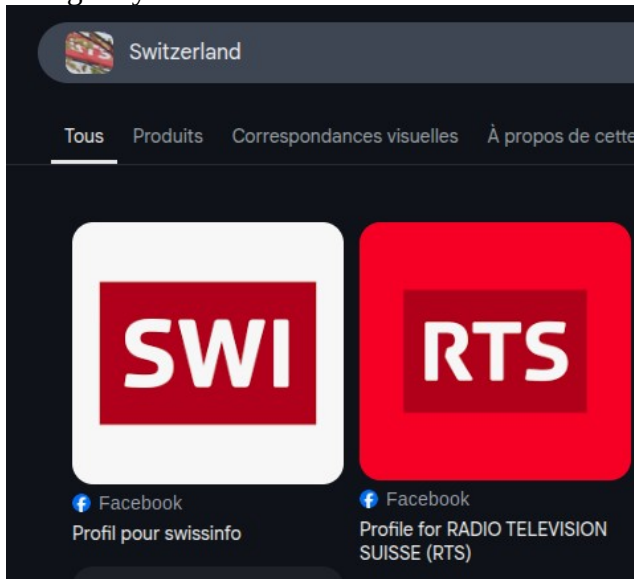 RTS
Switzerland
Tous Produits Correspondances visuelles À propos de cette
SWI
RTS
Facebook
Profil pour swissinfo
Facebook
Profile for RADIO TELEVISION
SUISSE (RTS)